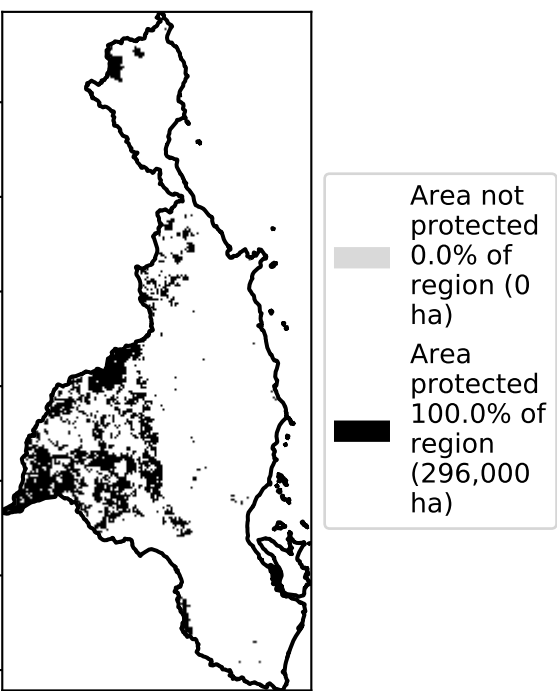 Area not
protected
0.0% of
region (0
ha)
Area
protected
100.0% of
region
(296,000
ha)